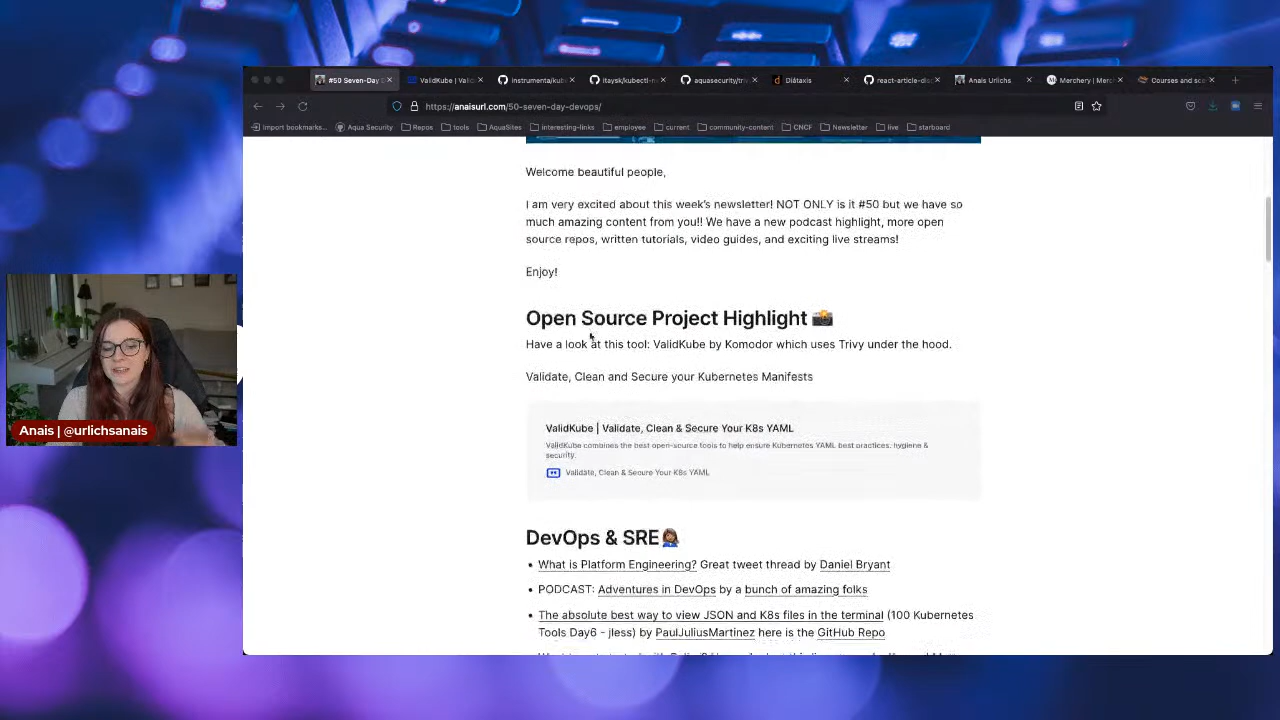 #50 Seven-Day D
ValidKube | Valid
instrumenta/kub
itaysk/kubectl-n
aquasecurity/tri
Diátaxis
react-article-dis
Anais Urlichs
Merchery | Merc
Courses and sce
https://anaisurl.com/50-seven-day-devops/
Import bookmarks...
Aqua Security
Repos
tools
AquaSites
interesting-links
employee
current
community-content
CNCF
Newsletter
live
starboard
Welcome beautiful people,
I am very excited about this week's newsletter! NOT ONLY is it #50 but we have so
much amazing content from you!! We have a new podcast highlight, more open
source repos, written tutorials, video guides, and exciting live streams!
Enjoy!
Open Source Project Highlight 📸
Have a look at this tool: ValidKube by Komodor which uses Trivy under the hood.
Validate, Clean and Secure your Kubernetes Manifests
ValidKube | Validate, Clean & Secure Your K8s YAML
ValidKube combines the best open-source tools to help ensure Kubernetes YAML best practices, hygiene &
security.
Validate, Clean & Secure Your K8s YAML
DevOps & SRE👩🏽‍💼
• What is Platform Engineering? Great tweet thread by Daniel Bryant
• PODCAST: Adventures in DevOps by a bunch of amazing folks
• The absolute best way to view JSON and K8s files in the terminal (100 Kubernetes
Tools Day6 - jless) by PaulJuliusMartinez here is the GitHub Repo
Anais | @urlichsanais